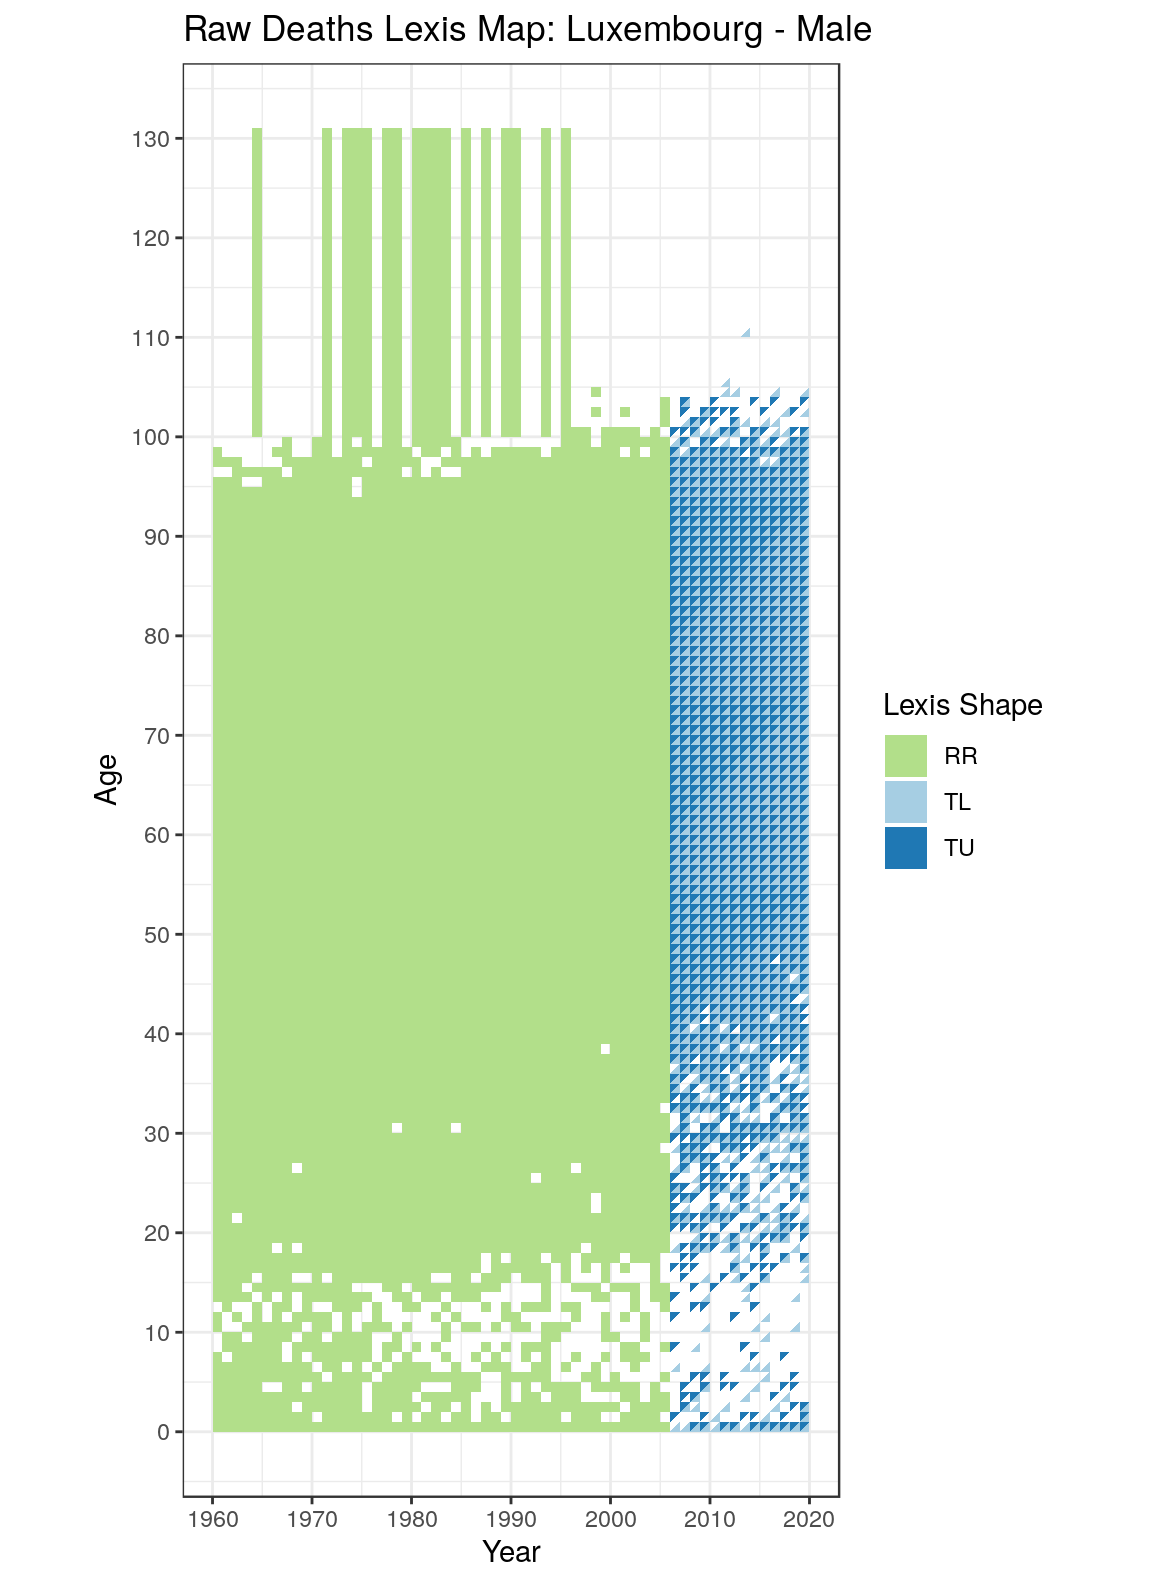 Raw Deaths Lexis Map: Luxembourg - Male
130
120
110
100
90
80
70
60
50
40
30
20
10
0
Age
1960 1970 1980 1990 2000 2010 2020
Year
Lexis Shape
RR
TL
TU